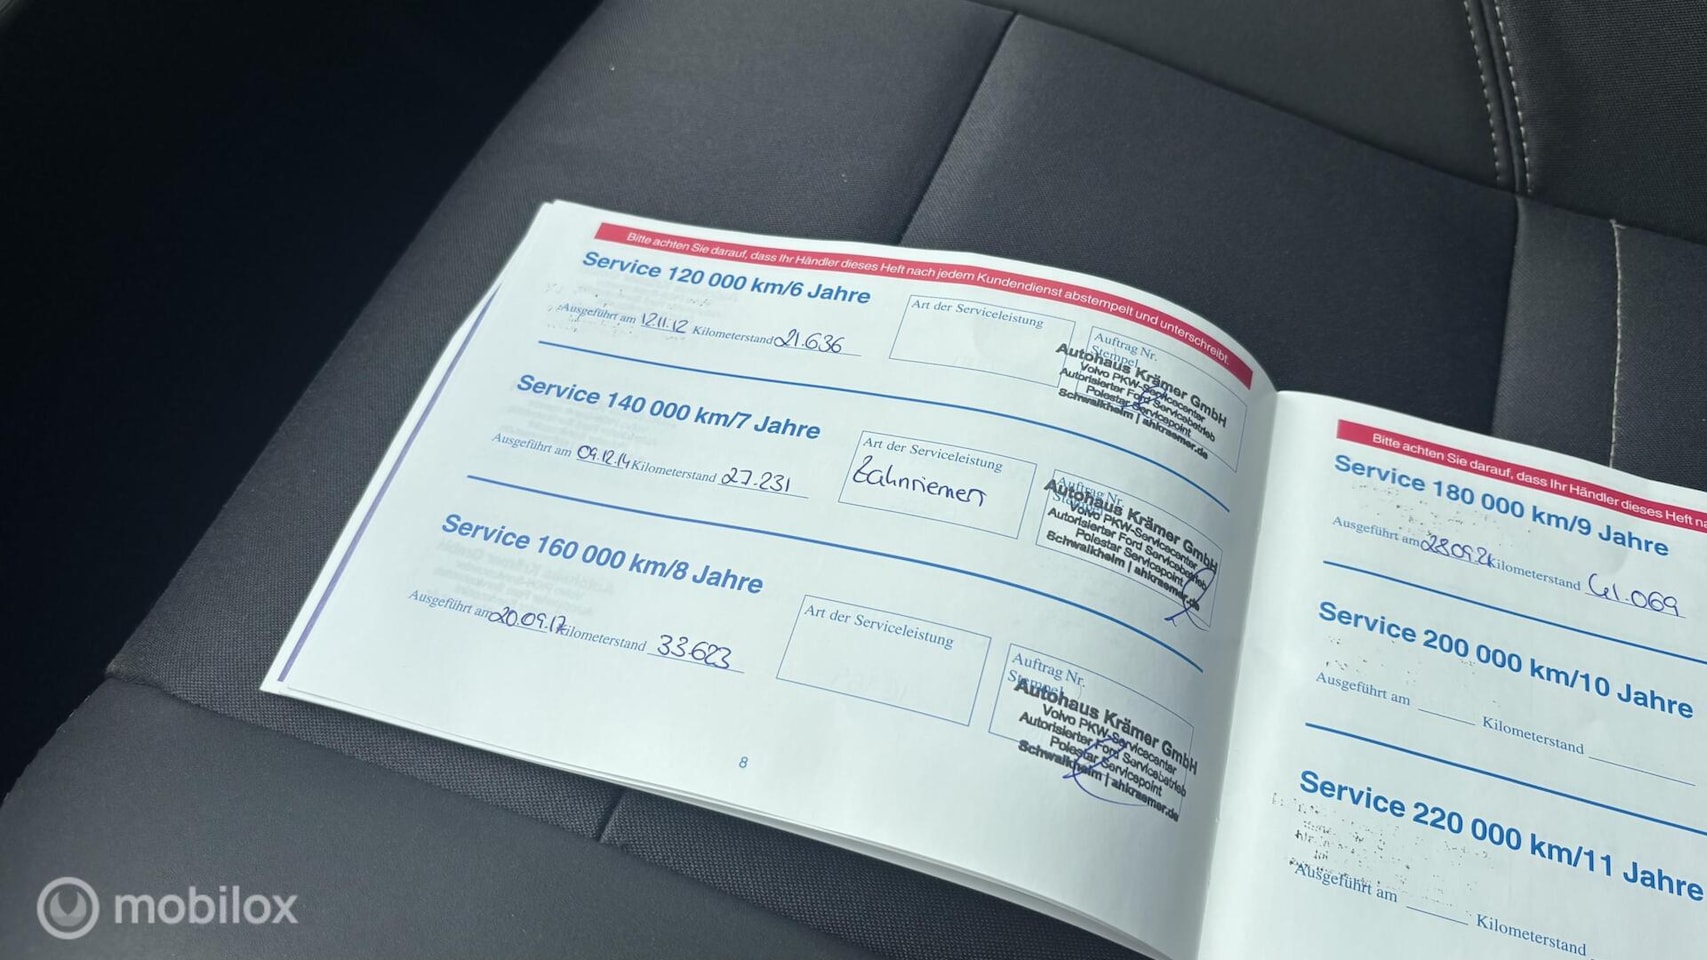 Bitte achten Sie darauf, dass Ihr Händler dieses Heft nach jedem Kundendienst abstempelt und unterschreibt.
Service 120 000 km/6 Jahre
Ausgeführt am 12.11.12 Kilometerstand 21.636
Art der Serviceleistung
Auftrag Nr.
Stempel
Autohaus Krämer GmbH
Volvo PKW-Servicecenter
Autorisierter Ford Servicebetrieb
Polestar Servicepoint
Schwaikheim | ahkraemer.de
Service 140 000 km/7 Jahre
Ausgeführt am 09.12.14 Kilometerstand 27.231
Art der Serviceleistung
Zahnriemen
Auftrag Nr.
Autohaus Krämer GmbH
Volvo PKW-Servicecenter
Autorisierter Ford Servicebetrieb
Polestar Servicepoint
Schwaikheim | ahkraemer.de
Service 160 000 km/8 Jahre
Ausgeführt am 20.09.17 Kilometerstand 33.623
Art der Serviceleistung
Auftrag Nr.
Stempel
Autohaus Krämer GmbH
Volvo PKW-Servicecenter
Autorisierter Ford Servicebetrieb
Polestar Servicepoint
Schwaikheim | ahkraemer.de
8
Bitte achten Sie darauf, dass Ihr Händler dieses Heft
Service 180 000 km/9 Jahre
Ausgeführt am 28.09.21 Kilometerstand 41.069
Service 200 000 km/10 Jahre
Ausgeführt am Kilometerstand
Service 220 000 km/11 Jahre
Ausgeführt am Kilometerstand
mobilox